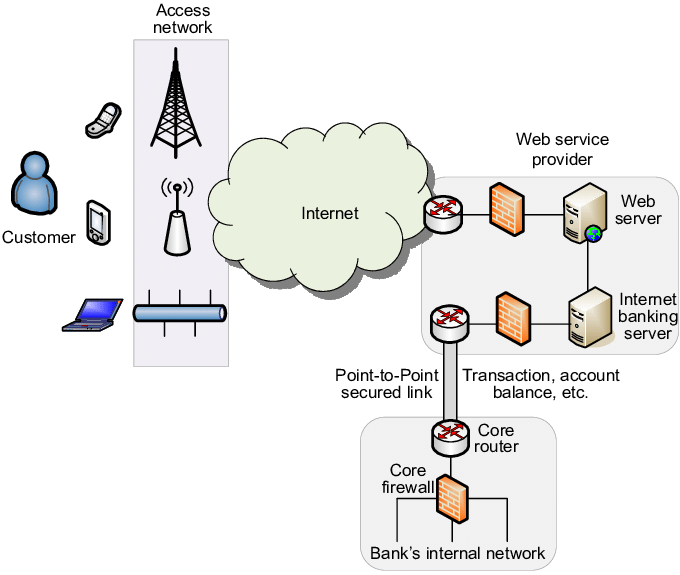 Access
network
Customer
Internet
Web service
provider
Web
server
Internet
banking
server
Point-to-Point
secured link
Transaction, account
balance, etc.
Core
router
Core
firewall
Bank's internal network